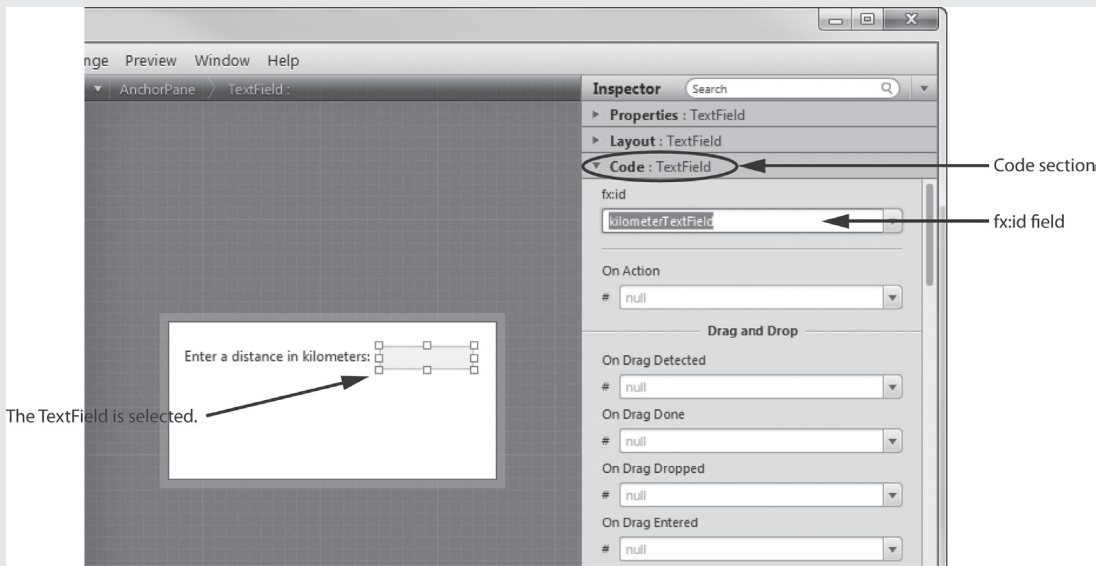 nge Preview Window Help
AnchorPane TextField :
Inspector Search
Properties : TextField
Layout : TextField
Code : TextField
Code section
fx:id
kilometerTextField
fx:id field
On Action
# null
Drag and Drop
On Drag Detected
# null
On Drag Done
# null
On Drag Dropped
# null
On Drag Entered
# null
Enter a distance in kilometers:
The TextField is selected.